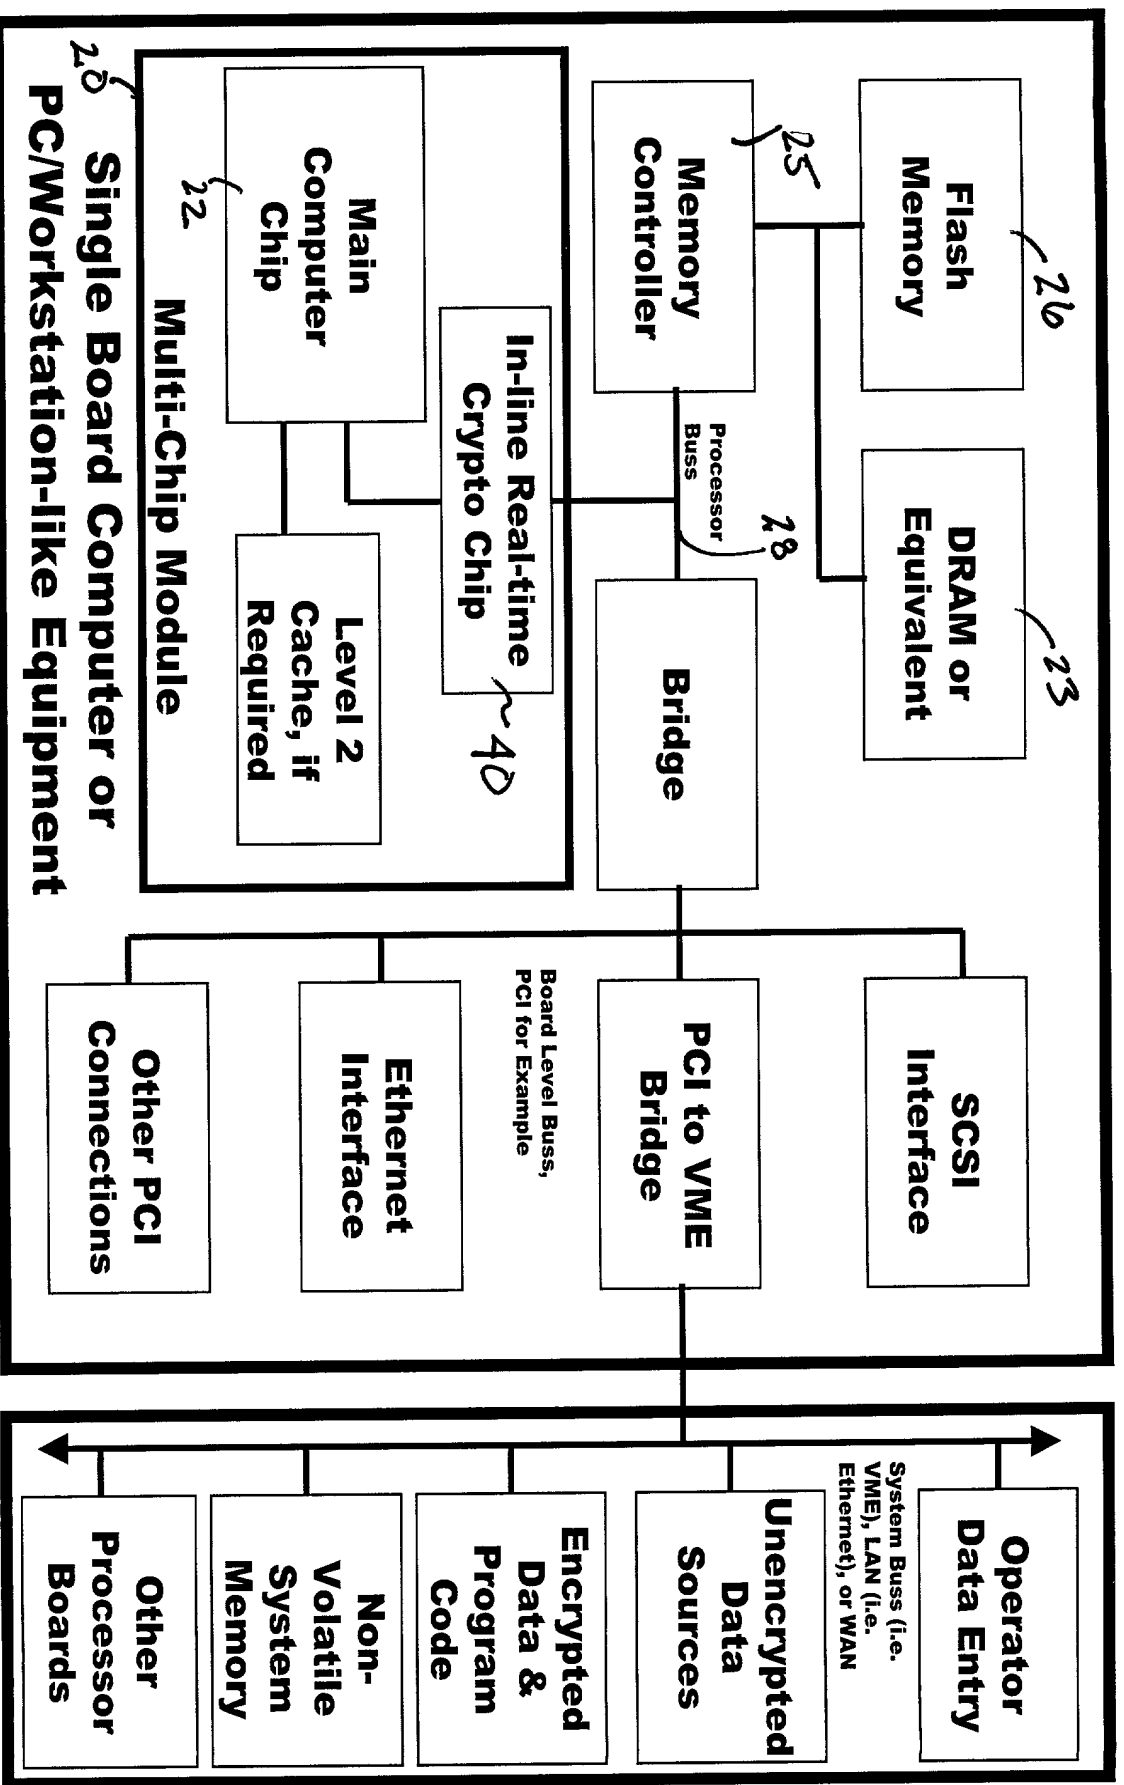 Flash
Memory
26
DRAM or
Equivalent
23
SCSI
Interface
Operator
Data Entry
System Buss (i.e.
VME), LAN (i.e.
Ethernet), or WAN
25
Memory
Controller
Processor
Buss
28
Bridge
PCI to VME
Bridge
Unencrypted
Data
Sources
Board Level Buss,
PCI for Example
In-line Real-time
Crypto Chip
40
Ethernet
Interface
Encrypted
Data &
Program
Code
Main
Computer
Chip
22
Level 2
Cache, if
Required
Non-
Volatile
System
Memory
Multi-Chip Module
Other PCI
Connections
Other
Processor
Boards
20
Single Board Computer or
PC/Workstation-like Equipment